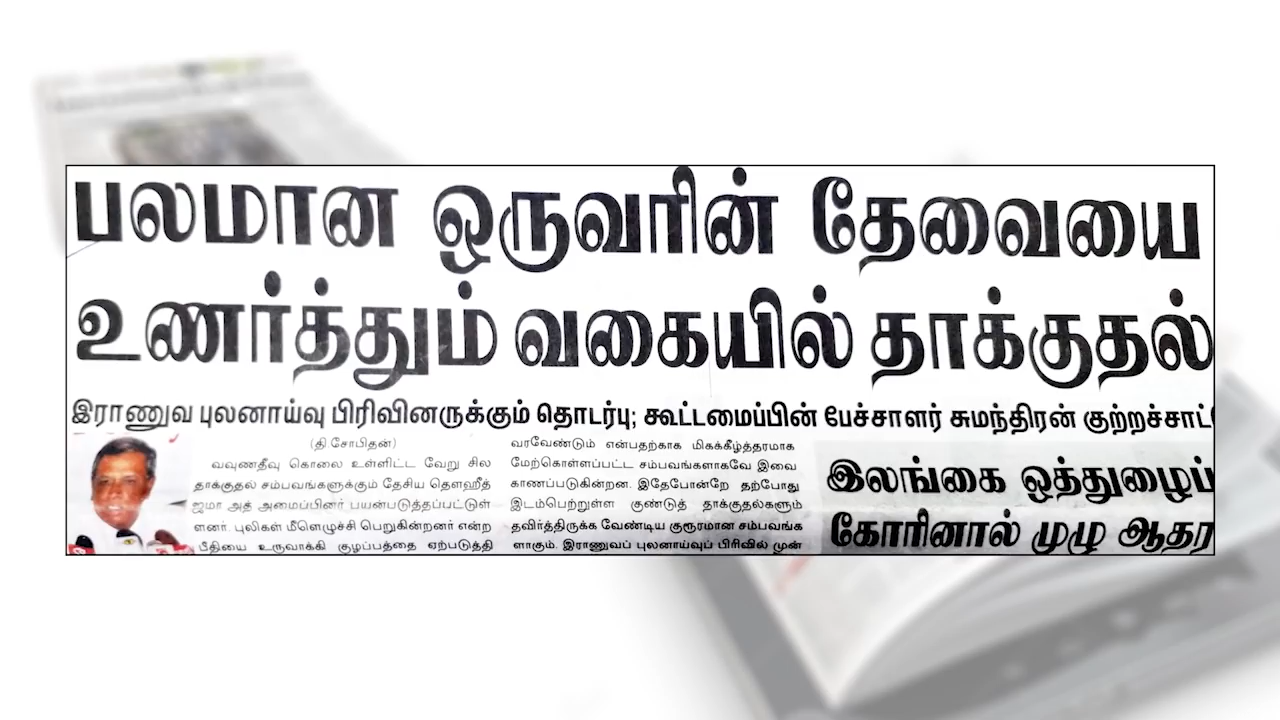 பலமான ஒருவரின் தேவையை
உணர்த்தும் வகையில் தாக்குதல்
இராணுவ புலனாய்வு பிரிவினருக்கும் தொடர்பு; கூட்டமைப்பின் பேச்சாளர் சுமந்திரன் குற்றச்சாட்
(தி.சோபிதன்)
வவுணதீவு கொலை உள்ளிட்ட வேறு சில
தாக்குதல் சம்பவங்களுக்கும் தேசிய தௌஹீத்
ஜமா அத் அமைப்பினர் பயன்படுத்தப்பட்டுள்
ளனர். புலிகள் மீளெழுச்சி பெறுகின்றனர் என்ற
பீதியை உருவாக்கி குழப்பத்தை ஏற்படுத்தி
வரவேண்டும் என்பதற்காக மிகக்கீழ்த்தரமாக
மேற்கொள்ளப்பட்ட சம்பவங்களாகவே இவை
காணப்படுகின்றன. இதேபோன்றே தற்போது
இடம்பெற்றுள்ள குண்டுத் தாக்குதல்களும்
தவிர்த்திருக்க வேண்டிய குரூரமான சம்பவங்க
ளாகும். இராணுவப் புலனாய்வுப் பிரிவில் முன்
இலங்கை ஒத்துழைப்
கோரினால் முழு ஆதர